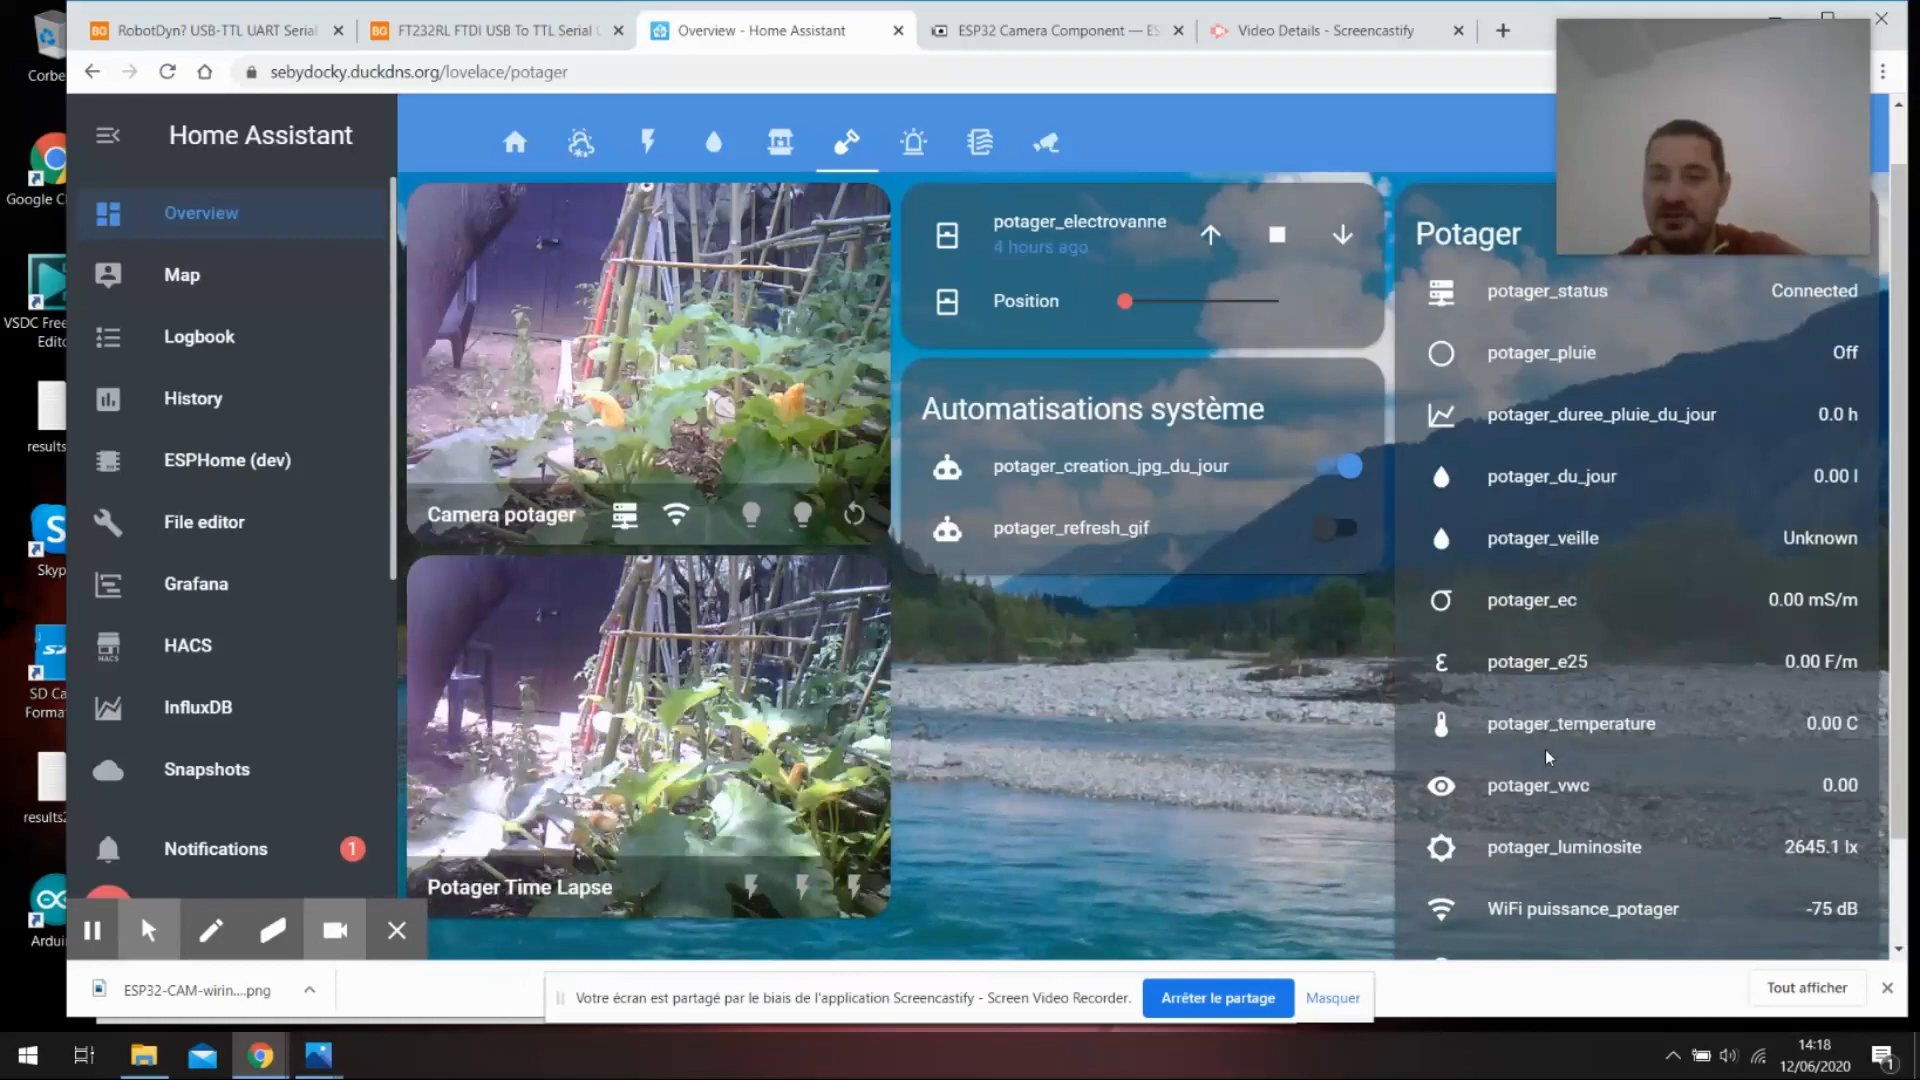 Corbe
Google C
VSDC Free
Edito
results
Skyp
SD Ca
Forma
results2
Ardui
RobotDyn? USB-TTL UART Serial
FT232RL FTDI USB To TTL Serial C
Overview - Home Assistant
ESP32 Camera Component — ES
Video Details - Screencastify
sebydocky.duckdns.org/lovelace/potager
Home Assistant
Overview
Map
Logbook
History
ESPHome (dev)
File editor
Grafana
HACS
HACS
InfluxDB
Snapshots
Notifications
1
Camera potager
Potager Time Lapse
potager_electrovanne
4 hours ago
Position
Automatisations système
potager_creation_jpg_du_jour
potager_refresh_gif
Potager
potager_status Connected
potager_pluie Off
potager_duree_pluie_du_jour 0.0 h
potager_du_jour 0.00 l
potager_veille Unknown
potager_ec 0.00 mS/m
potager_e25 0.00 F/m
potager_temperature 0.00 C
potager_vwc 0.00
potager_luminosite 2645.1 lx
WiFi puissance_potager -75 dB
ESP32-CAM-wirin....png
Votre écran est partagé par le biais de l'application Screencastify - Screen Video Recorder.
Arrêter le partage
Masquer
Tout afficher
14:18
12/06/2020
1